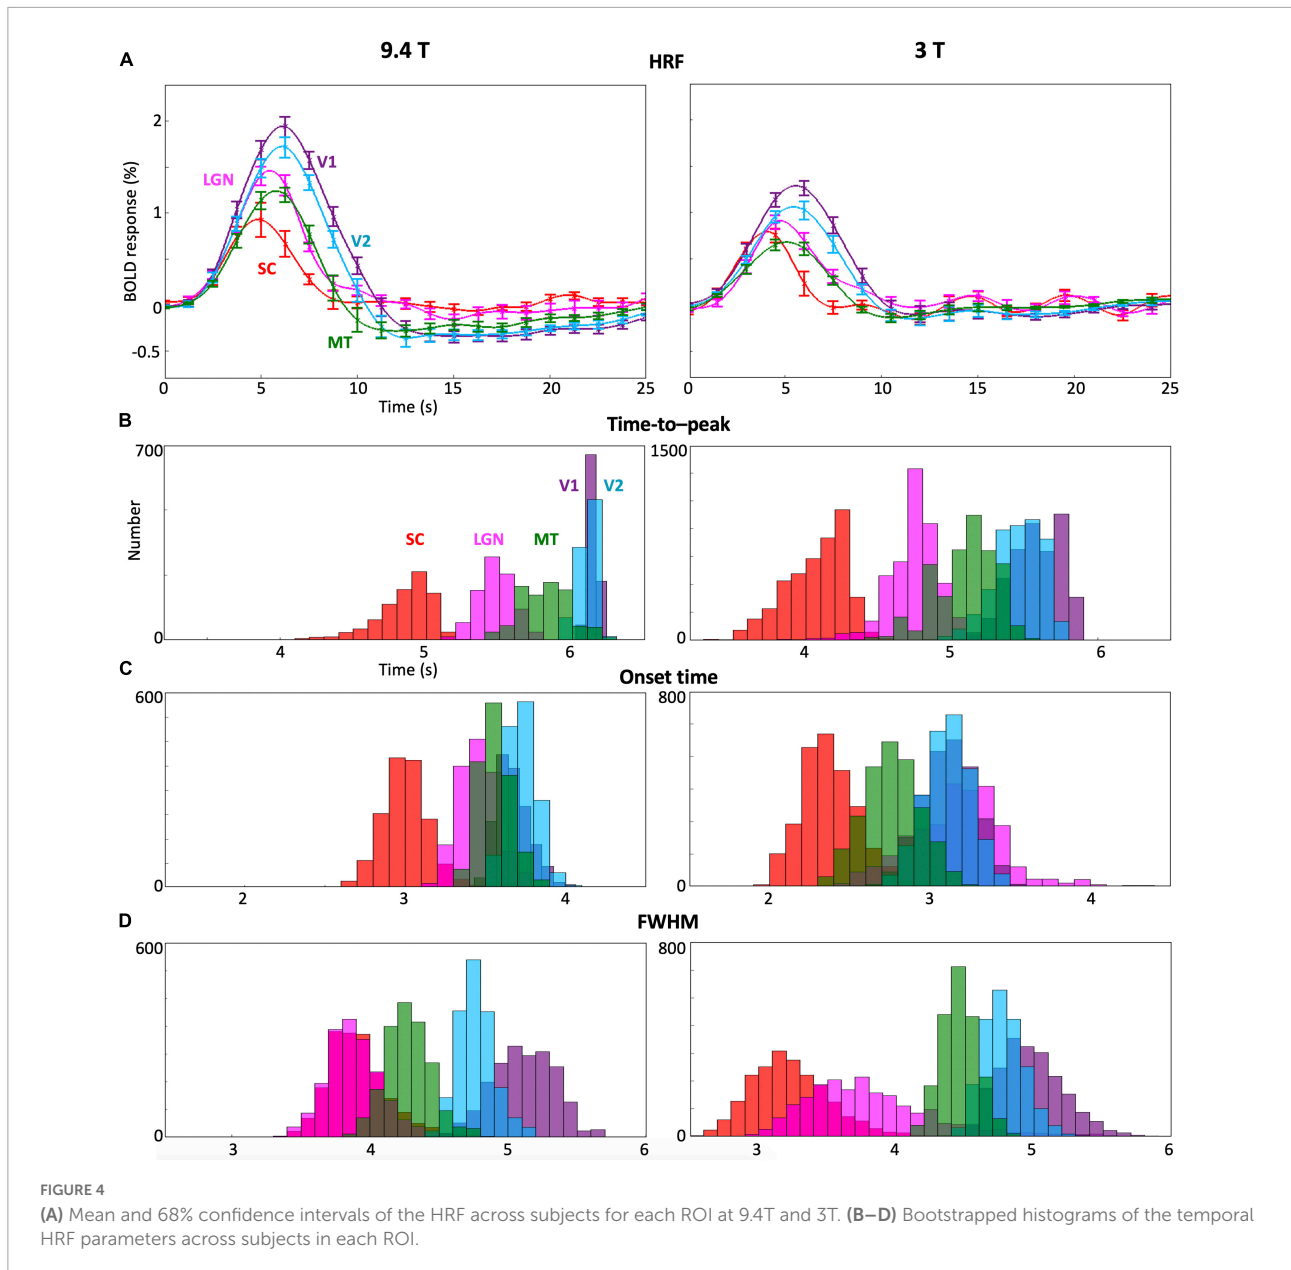 9.4 T
3 T
A
HRF
BOLD response (%)
2
1
0
-0.5
LGN
V1
V2
SC
MT
0 5 10 15 20 25
Time (s)
0 5 10 15 20 25
B
Time-to–peak
700
Number
0
SC
LGN
MT
V1
V2
4 5 6
Time (s)
1500
0
4 5 6
C
Onset time
600
0
2 3 4
800
0
2 3 4
D
FWHM
600
0
3 4 5 6
800
0
3 4 5 6
FIGURE 4
(A) Mean and 68% confidence intervals of the HRF across subjects for each ROI at 9.4T and 3T. (B–D) Bootstrapped histograms of the temporal
HRF parameters across subjects in each ROI.